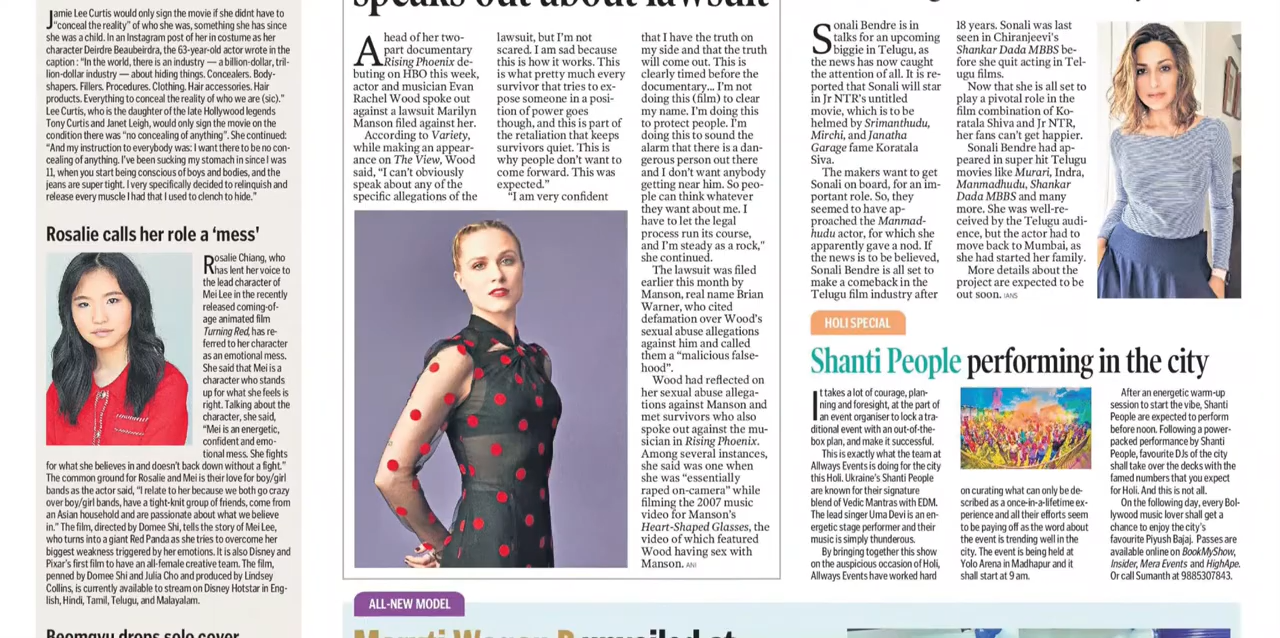 Jamie Lee Curtis would only sign the movie if she didnt have to
"conceal the reality" of who she was, something she has since
she was a child. In an Instagram post of her in costume as her
character Deirdre Beaubeirdra, the 63-year-old actor wrote in the
caption : "In the world, there is an industry — a billion-dollar, tril-
lion-dollar industry — about hiding things. Concealers. Body-
shapers. Fillers. Procedures. Clothing. Hair accessories. Hair
products. Everything to conceal the reality of who we are (sic)."
Lee Curtis, who is the daughter of the late Hollywood legends
Tony Curtis and Janet Leigh, would only sign the movie on the
condition there was "no concealing of anything". She continued:
"And my instruction to everybody was: I want there to be no con-
cealing of anything. I've been sucking my stomach in since I was
11, when you start being conscious of boys and bodies, and the
jeans are super tight. I very specifically decided to relinquish and
release every muscle I had that I used to clench to hide."
Rosalie calls her role a 'mess'
Rosalie Chiang, who
has lent her voice to
the lead character of
Mei Lee in the recently
released coming-of-
age animated film
Turning Red, has re-
ferred to her character
as an emotional mess.
She said that Mei is a
character who stands
up for what she feels is
right. Talking about the
character, she said,
"Mei is an energetic,
confident and emo-
tional mess. She fights
for what she believes in and doesn't back down without a fight."
The common ground for Rosalie and Mei is their love for boy/girl
bands as the actor said, "I relate to her because we both go crazy
over boy/girl bands, have a tight-knit group of friends, come from
an Asian household and are passionate about what we believe
in." The film, directed by Domee Shi, tells the story of Mei Lee,
who turns into a giant Red Panda as she tries to overcome her
biggest weakness triggered by her emotions. It is also Disney and
Pixar's first film to have an all-female creative team. The film,
penned by Domee Shi and Julia Cho and produced by Lindsey
Collins, is currently available to stream on Disney Hotstar in Eng-
lish, Hindi, Tamil, Telugu, and Malayalam.
Beomgyu drops solo cover
speaks out about lawsuit
Ahead of her two-
part documentary
Rising Phoenix de-
buting on HBO this week,
actor and musician Evan
Rachel Wood spoke out
against a lawsuit Marilyn
Manson filed against her.
According to Variety,
while making an appear-
ance on The View, Wood
said, "I can't obviously
speak about any of the
specific allegations of the
lawsuit, but I'm not
scared. I am sad because
this is how it works. This
is what pretty much every
survivor that tries to ex-
pose someone in a posi-
tion of power goes
though, and this is part of
the retaliation that keeps
survivors quiet. This is
why people don't want to
come forward. This was
expected."
"I am very confident
that I have the truth on
my side and that the truth
will come out. This is
clearly timed before the
documentary... I'm not
doing this (film) to clear
my name. I'm doing this
to protect people. I'm
doing this to sound the
alarm that there is a dan-
gerous person out there
and I don't want anybody
getting near him. So peo-
ple can think whatever
they want about me. I
have to let the legal
process run its course,
and I'm steady as a rock,"
she continued.
The lawsuit was filed
earlier this month by
Manson, real name Brian
Warner, who cited
defamation over Wood's
sexual abuse allegations
against him and called
them a "malicious false-
hood".
Wood had reflected on
her sexual abuse allega-
tions against Manson and
met survivors who also
spoke out against the mu-
sician in Rising Phoenix.
Among several instances,
she said was one when
she was "essentially
raped on-camera" while
filming the 2007 music
video for Manson's
Heart-Shaped Glasses, the
video of which featured
Wood having sex with
Manson. ANI
Sonali Bendre is in
talks for an upcoming
biggie in Telugu, as
the news has now caught
the attention of all. It is re-
ported that Sonali will star
in Jr NTR's untitled
movie, which is to be
helmed by Srimanthudu,
Mirchi, and Janatha
Garage fame Koratala
Siva.
The makers want to get
Sonali on board, for an im-
portant role. So, they
seemed to have ap-
proached the Manmad-
hudu actor, for which she
apparently gave a nod. If
the news is to be believed,
Sonali Bendre is all set to
make a comeback in the
Telugu film industry after
18 years. Sonali was last
seen in Chiranjeevi's
Shankar Dada MBBS be-
fore she quit acting in Tel-
ugu films.
Now that she is all set to
play a pivotal role in the
film combination of Ko-
ratala Shiva and Jr NTR,
her fans can't get happier.
Sonali Bendre had ap-
peared in super hit Telugu
movies like Murari, Indra,
Manmadhudu, Shankar
Dada MBBS and many
more. She was well-re-
ceived by the Telugu audi-
ence, but the actor had to
move back to Mumbai, as
she had started her family.
More details about the
project are expected to be
out soon. IANS
HOLI SPECIAL
Shanti People performing in the city
It takes a lot of courage, plan-
ning and foresight, at the part of
an event organiser to lock a tra-
ditional event with an out-of-the-
box plan, and make it successful.
This is exactly what the team at
Allways Events is doing for the city
this Holi. Ukraine's Shanti People
are known for their signature
blend of Vedic Mantras with EDM.
The lead singer Uma Devi is an en-
ergetic stage performer and their
music is simply thunderous.
By bringing together this show
on the auspicious occasion of Holi,
Allways Events have worked hard
on curating what can only be de-
scribed as a once-in-a-lifetime ex-
perience and all their efforts seem
to be paying off as the word about
the event is trending well in the
city. The event is being held at
Yolo Arena in Madhapur and it
shall start at 9 am.
After an energetic warm-up
session to start the vibe, Shanti
People are expected to perform
before noon. Following a power-
packed performance by Shanti
People, favourite DJs of the city
shall take over the decks with the
famed numbers that you expect
for Holi. And this is not all.
On the following day, every Bol-
lywood music lover shall get a
chance to enjoy the city's
favourite Piyush Bajaj. Passes are
available online on BookMyShow,
Insider, Mera Events and HighApe.
Or call Sumanth at 9885307843.
ALL-NEW MODEL
Maruti Wagon R unveiled at